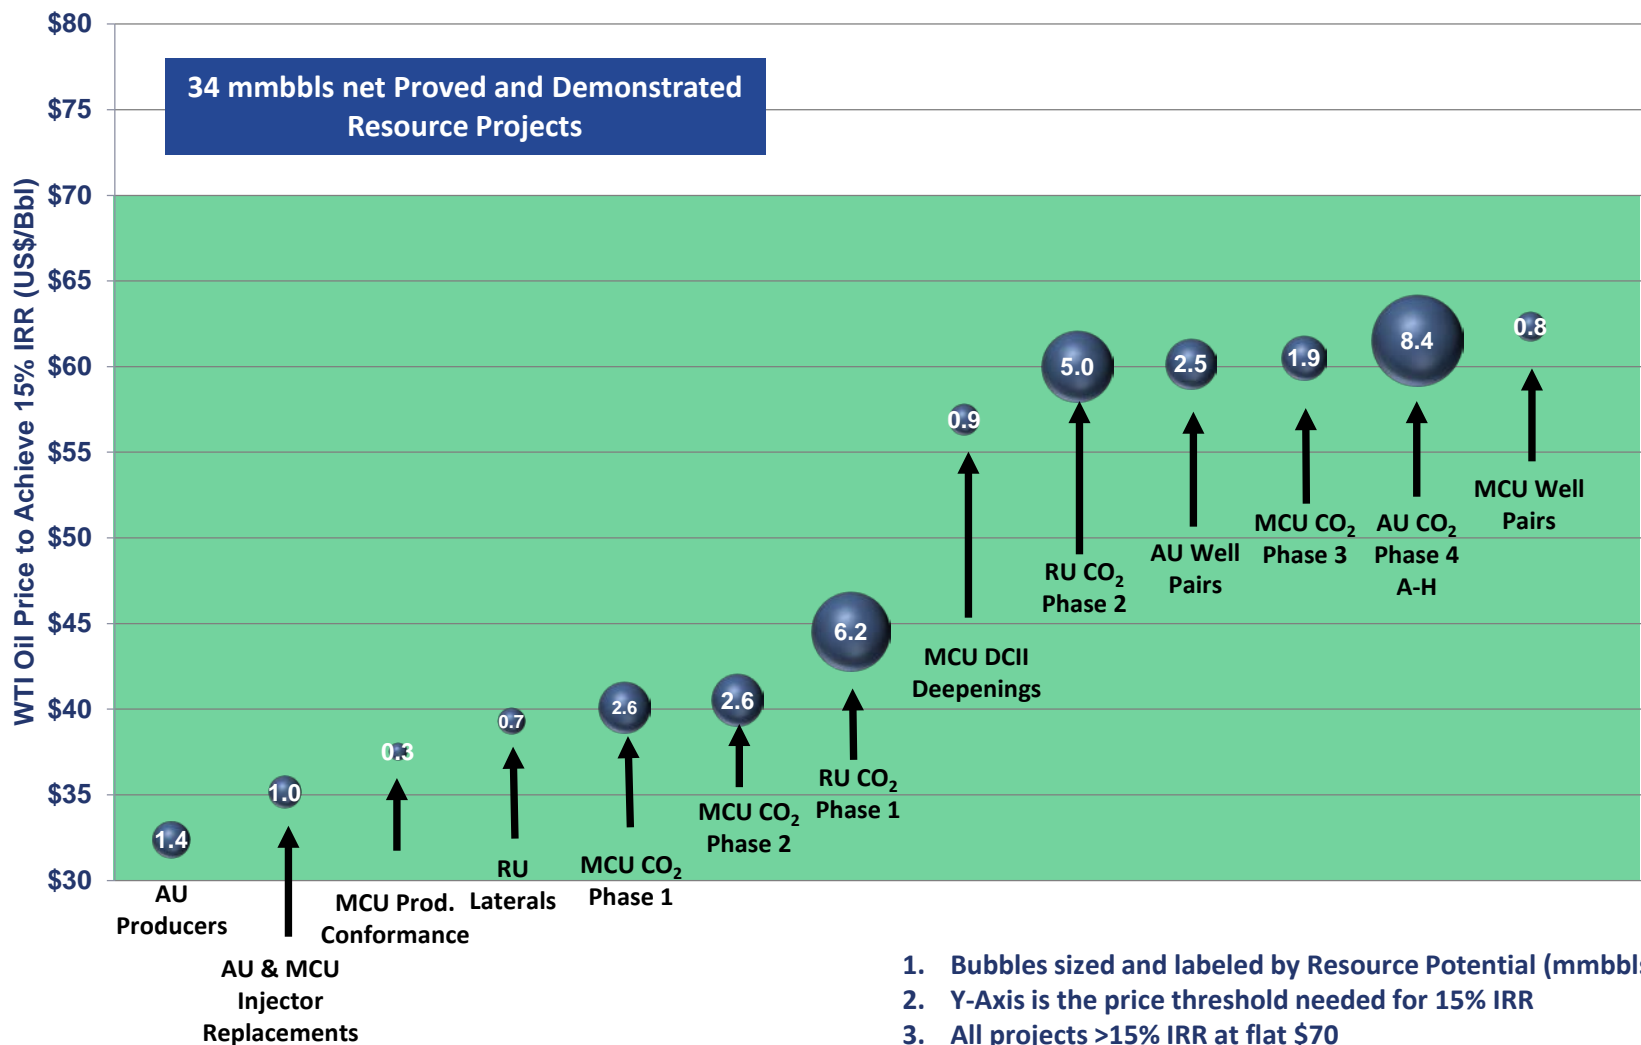 $80
$75
$70
$65
$60
$55
$50
$45
$40
$35
$30
WTI Oil Price to Achieve 15% IRR (US$/Bbl)
34 mmbbls net Proved and Demonstrated
Resource Projects
1.4
1.0
0.3
0.7
2.6
2.6
6.2
0.9
5.0
2.5
1.9
8.4
0.8
AU
Producers
AU & MCU
Injector
Replacements
MCU Prod.
Conformance
RU
Laterals
MCU CO₂
Phase 1
MCU CO₂
Phase 2
RU CO₂
Phase 1
MCU DCII
Deepenings
RU CO₂
Phase 2
AU Well
Pairs
MCU CO₂
Phase 3
AU CO₂
Phase 4
A-H
MCU Well
Pairs
1. Bubbles sized and labeled by Resource Potential (mmbbls
2. Y-Axis is the price threshold needed for 15% IRR
3. All projects >15% IRR at flat $70